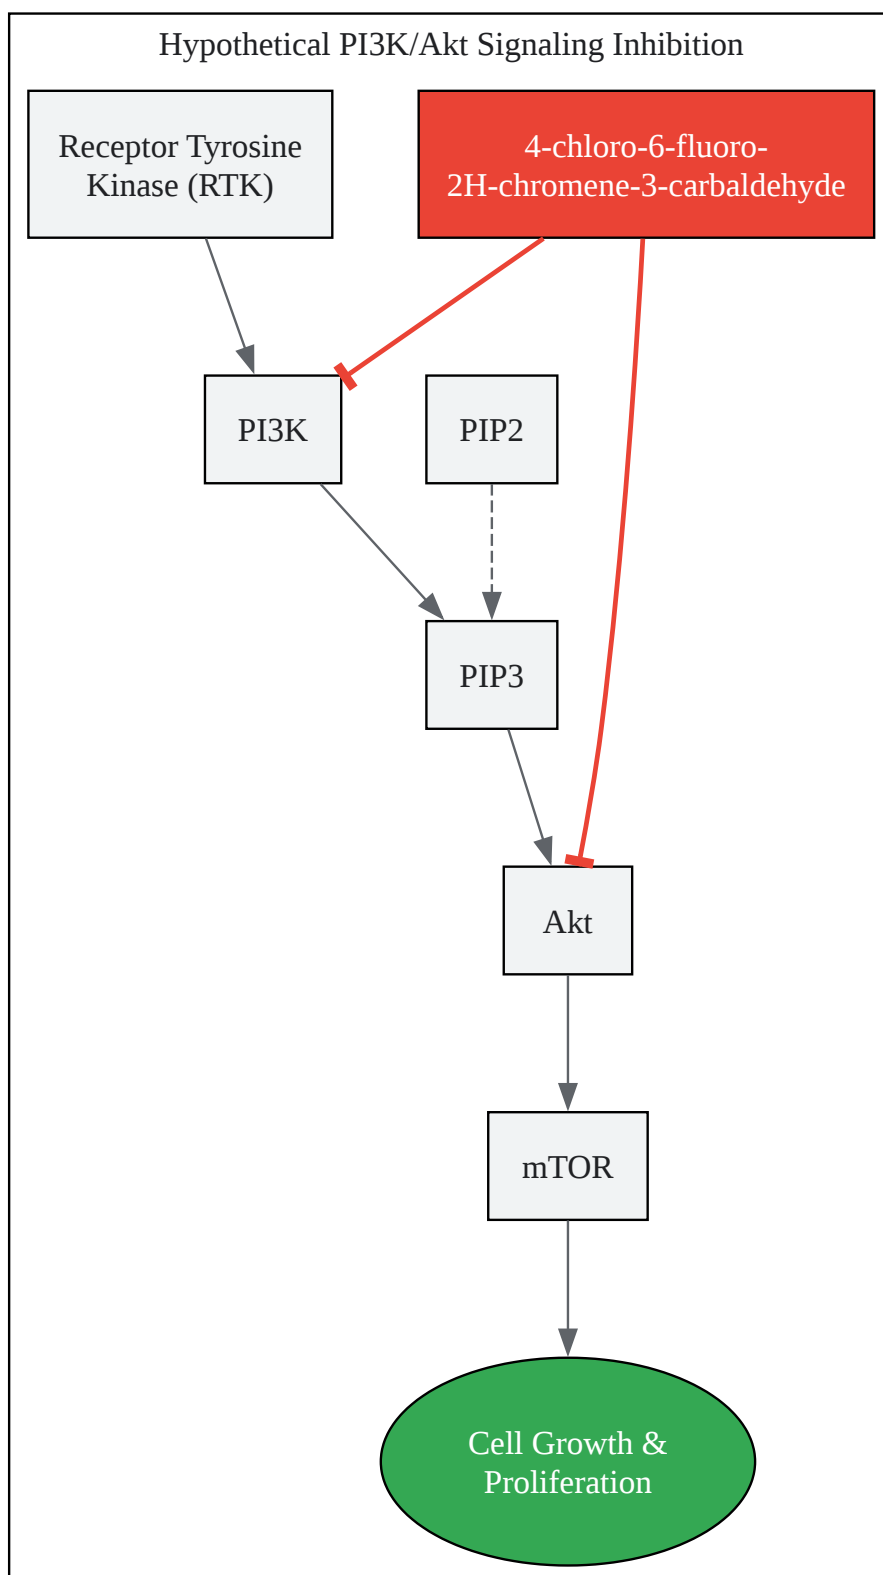 Hypothetical PI3K/Akt Signaling Inhibition
Receptor Tyrosine
Kinase (RTK)
4-chloro-6-fluoro-
2H-chromene-3-carbaldehyde
PI3K
PIP2
PIP3
Akt
mTOR
Cell Growth &
Proliferation